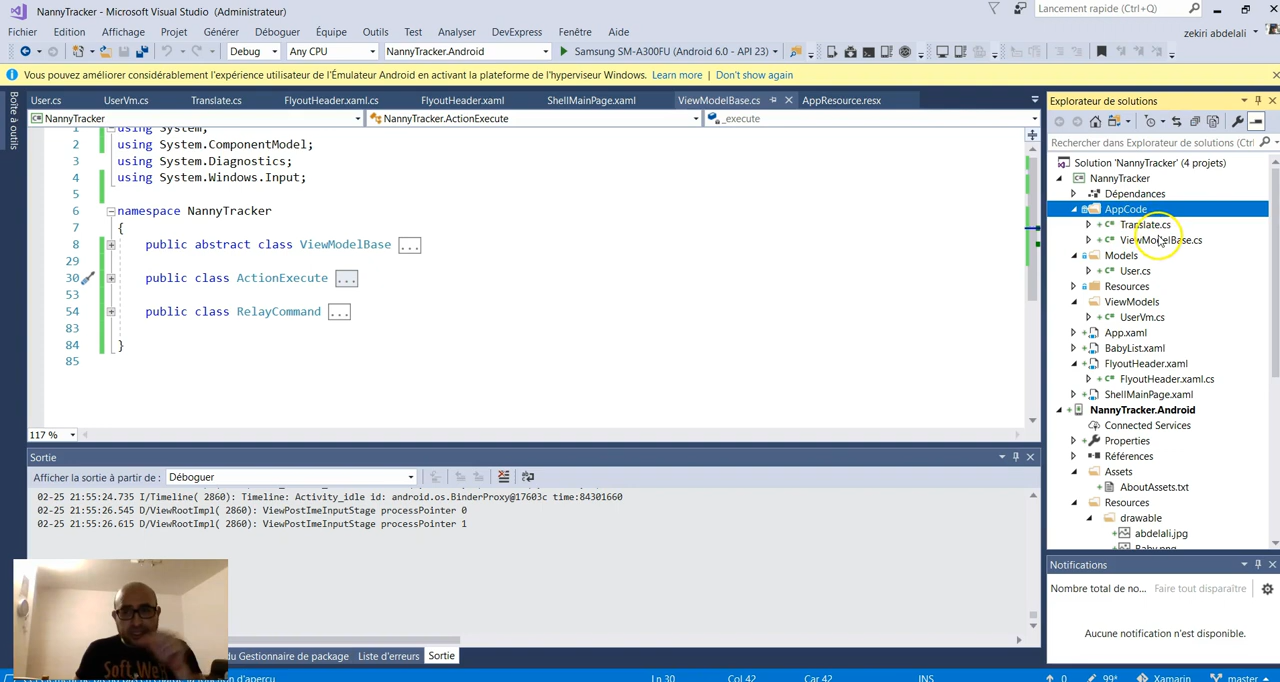 NannyTracker - Microsoft Visual Studio (Administrateur)
Lancement rapide (Ctrl+Q)
Fichier Edition Affichage Projet Générer Déboguer Équipe Outils Test Analyser DevExpress Fenêtre Aide
zekiri abdelali
Debug Any CPU NannyTracker.Android Samsung SM-A300FU (Android 6.0 - API 23)
Vous pouvez améliorer considérablement l'expérience utilisateur de l'Émulateur Android en activant la plateforme de l'hyperviseur Windows. Learn more | Don't show again
Boîte à outils
User.cs UserVm.cs Translate.cs FlyoutHeader.xaml.cs FlyoutHeader.xaml ShellMainPage.xaml ViewModelBase.cs AppResource.resx
NannyTracker NannyTracker.ActionExecute _execute
1 using System;
2 using System.ComponentModel;
3 using System.Diagnostics;
4 using System.Windows.Input;
5
6 namespace NannyTracker
7 {
8 public abstract class ViewModelBase ...
29
30 public class ActionExecute ...
53
54 public class RelayCommand ...
83
84 }
85
117 %
Sortie
Afficher la sortie à partir de : Déboguer
02-25 21:55:24.735 I/Timeline( 2860): Timeline: Activity_idle id: android.os.BinderProxy@17603c time:84301660
02-25 21:55:26.545 D/ViewRootImpl( 2860): ViewPostImeInputStage processPointer 0
02-25 21:55:26.615 D/ViewRootImpl( 2860): ViewPostImeInputStage processPointer 1
Soft.We
du Gestionnaire de package Liste d'erreurs Sortie
Ln 30 Col 42 Car 42 INS 0 99* Xamarin master
Explorateur de solutions
Rechercher dans Explorateur de solutions (Ctrl
Solution 'NannyTracker' (4 projets)
NannyTracker
Dépendances
AppCode
Translate.cs
ViewModelBase.cs
Models
User.cs
Resources
ViewModels
UserVm.cs
App.xaml
BabyList.xaml
FlyoutHeader.xaml
FlyoutHeader.xaml.cs
ShellMainPage.xaml
NannyTracker.Android
Connected Services
Properties
Références
Assets
AboutAssets.txt
Resources
drawable
abdelali.jpg
Baby.png
Notifications
Nombre total de no... Faire tout disparaître
Aucune notification n'est disponible.